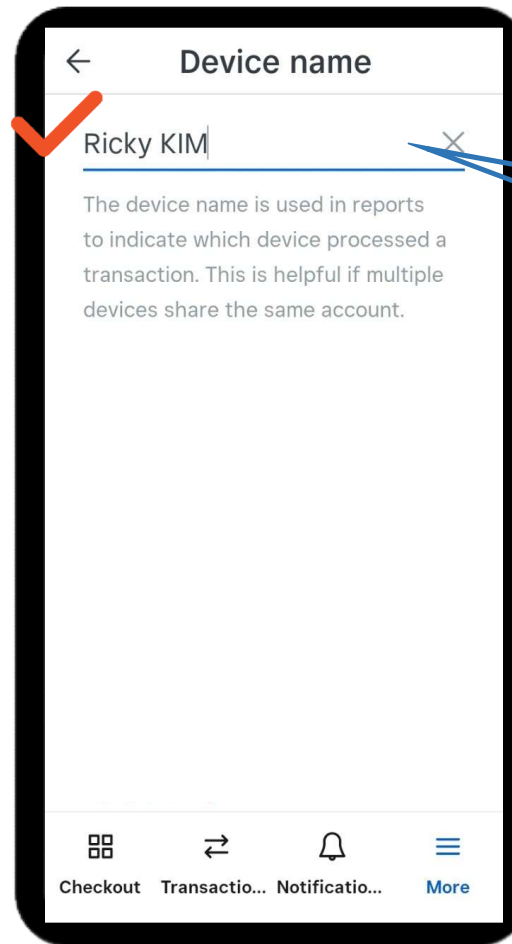 Device name
Ricky KIM
The device name is used in reports
to indicate which device processed a
transaction. This is helpful if multiple
devices share the same account.
Checkout Transactio... Notificatio... More